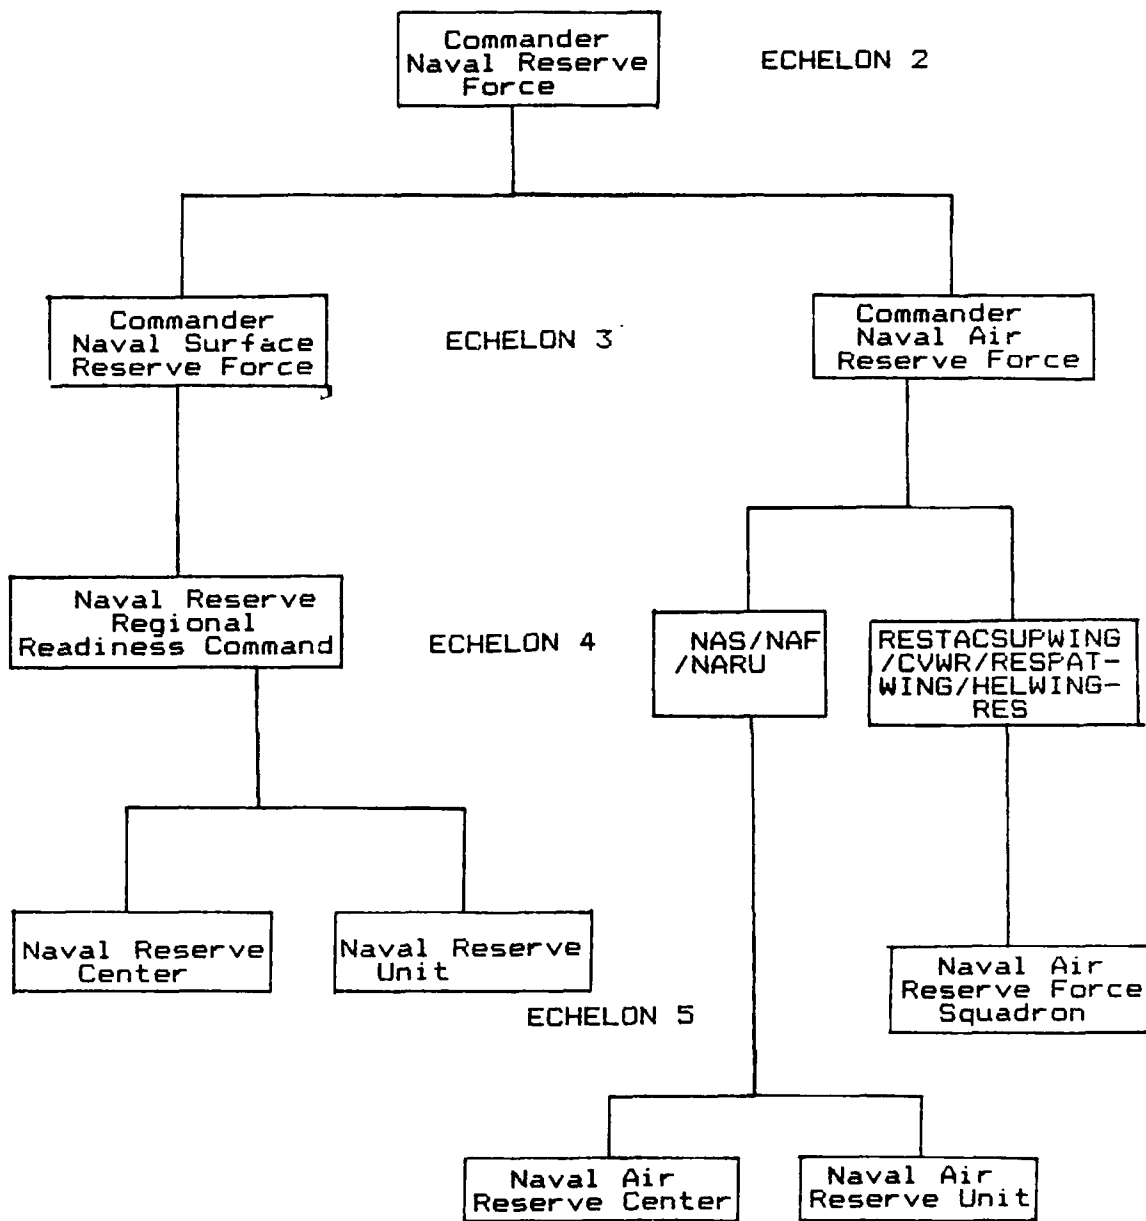 Commander
Naval Reserve
Force
ECHELON 2
Commander
Naval Surface
Reserve Force
ECHELON 3
Commander
Naval Air
Reserve Force
Naval Reserve
Regional
Readiness Command
ECHELON 4
NAS/NAF
/NARU
RESTACSUPWING
/CVWR/RESPAT-
WING/HELWING-
RES
Naval Reserve
Center
Naval Reserve
Unit
ECHELON 5
Naval Air
Reserve Force
Squadron
Naval Air
Reserve Center
Naval Air
Reserve Unit